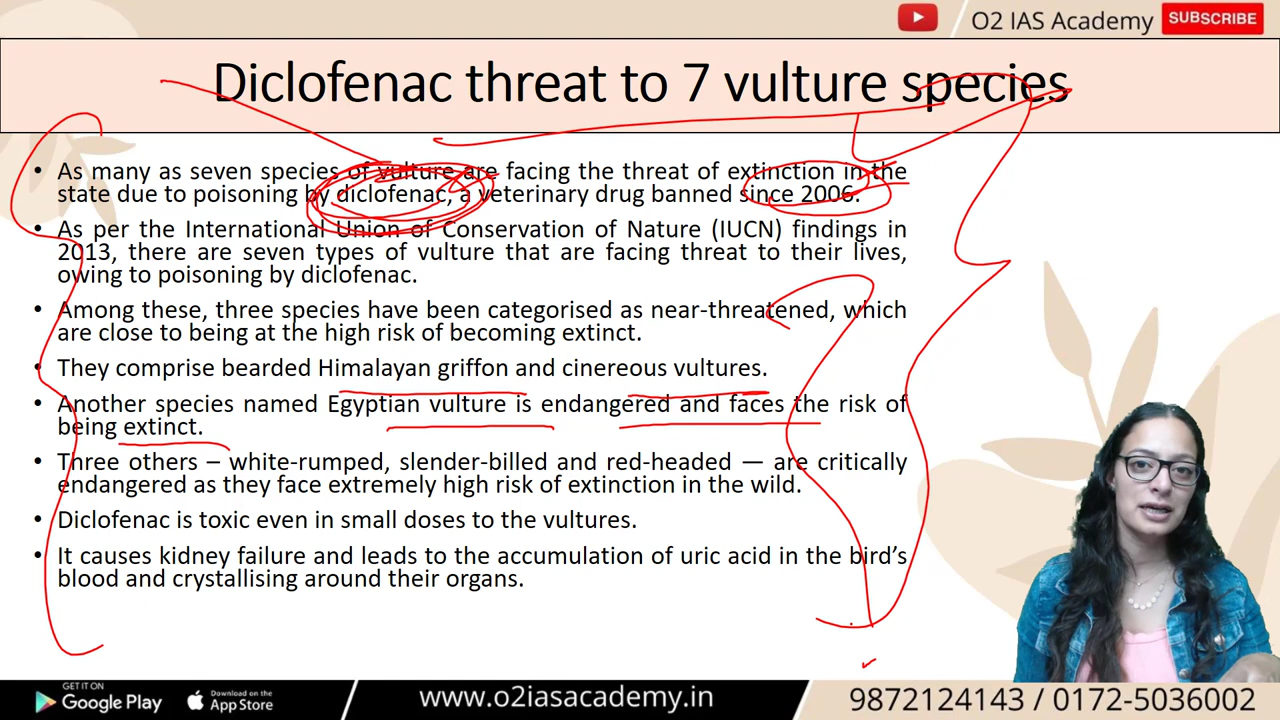 O2 IAS Academy SUBSCRIBE
Diclofenac threat to 7 vulture species
• As many as seven species of vulture are facing the threat of extinction in the
state due to poisoning by diclofenac, a veterinary drug banned since 2006.
• As per the International Union of Conservation of Nature (IUCN) findings in
2013, there are seven types of vulture that are facing threat to their lives,
owing to poisoning by diclofenac.
• Among these, three species have been categorised as near-threatened, which
are close to being at the high risk of becoming extinct.
• They comprise bearded Himalayan griffon and cinereous vultures.
• Another species named Egyptian vulture is endangered and faces the risk of
being extinct.
• Three others – white-rumped, slender-billed and red-headed — are critically
endangered as they face extremely high risk of extinction in the wild.
• Diclofenac is toxic even in small doses to the vultures.
• It causes kidney failure and leads to the accumulation of uric acid in the bird’s
blood and crystallising around their organs.
GET IT ON
Google Play
Download on the
App Store
www.o2iasacademy.in
9872124143 / 0172-5036002